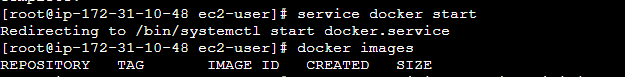 [root@ip-172-31-10-48 ec2-user]# service docker start
Redirecting to /bin/systemctl start docker.service
[root@ip-172-31-10-48 ec2-user]# docker images
REPOSITORY TAG IMAGE ID CREATED SIZE